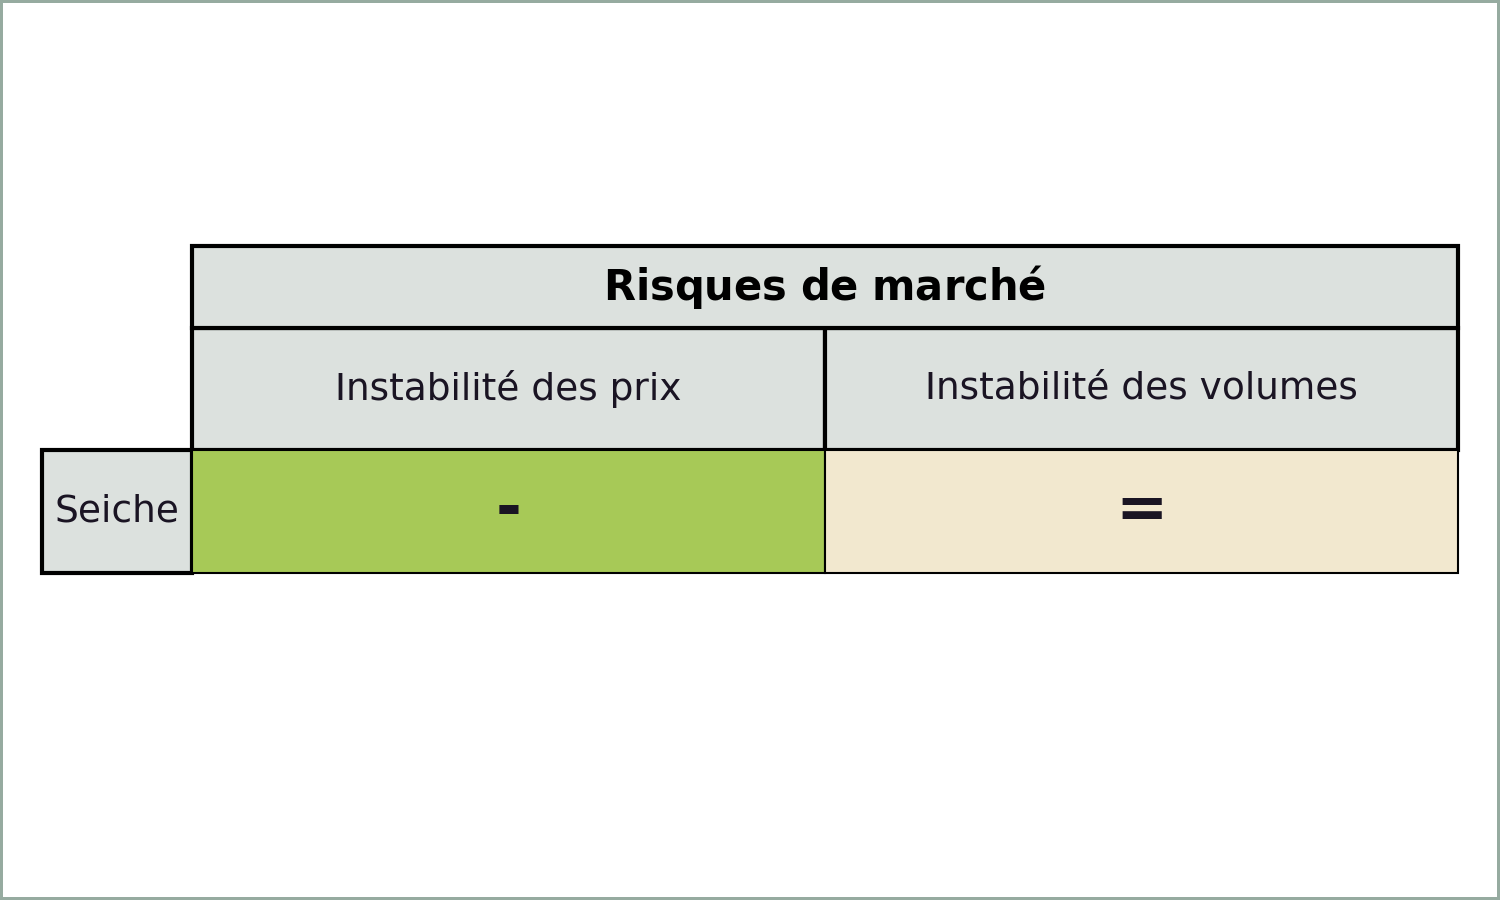 Risques de marché
Instabilité des prix
Instabilité des volumes
Seiche
-
=